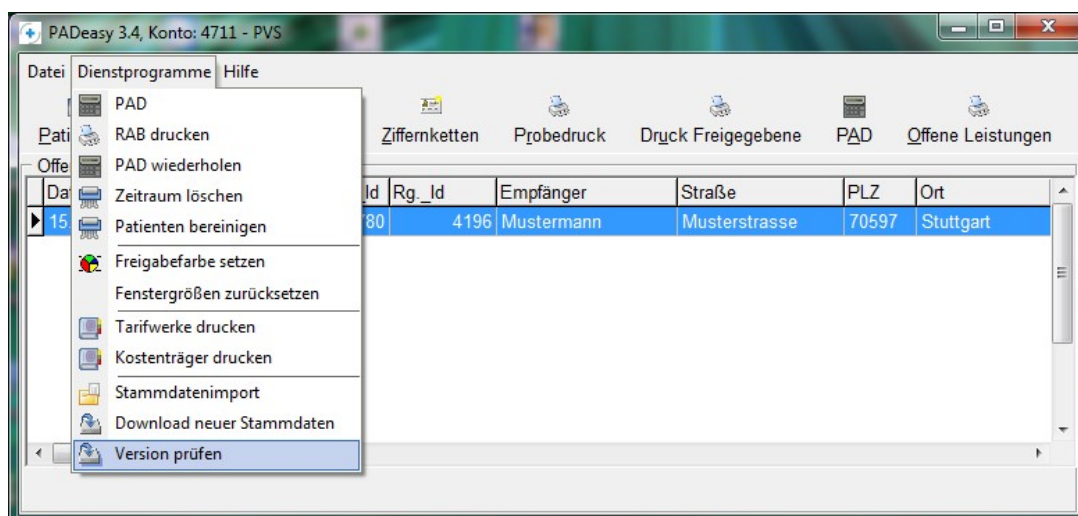 PADeasy 3.4, Konto: 4711 - PVS
Datei Dienstprogramme Hilfe
Ziffernketten Probedruck Druck Freigegebene PAD Offene Leistungen
PAD
RAB drucken
PAD wiederholen
Zeitraum löschen
Patienten bereinigen
Freigabefarbe setzen
Fenstergrößen zurücksetzen
Tarifwerke drucken
Kostenträger drucken
Stammdatenimport
Download neuer Stammdaten
Version prüfen
Rg._Id Empfänger Straße PLZ Ort
4196 Mustermann Musterstrasse 70597 Stuttgart